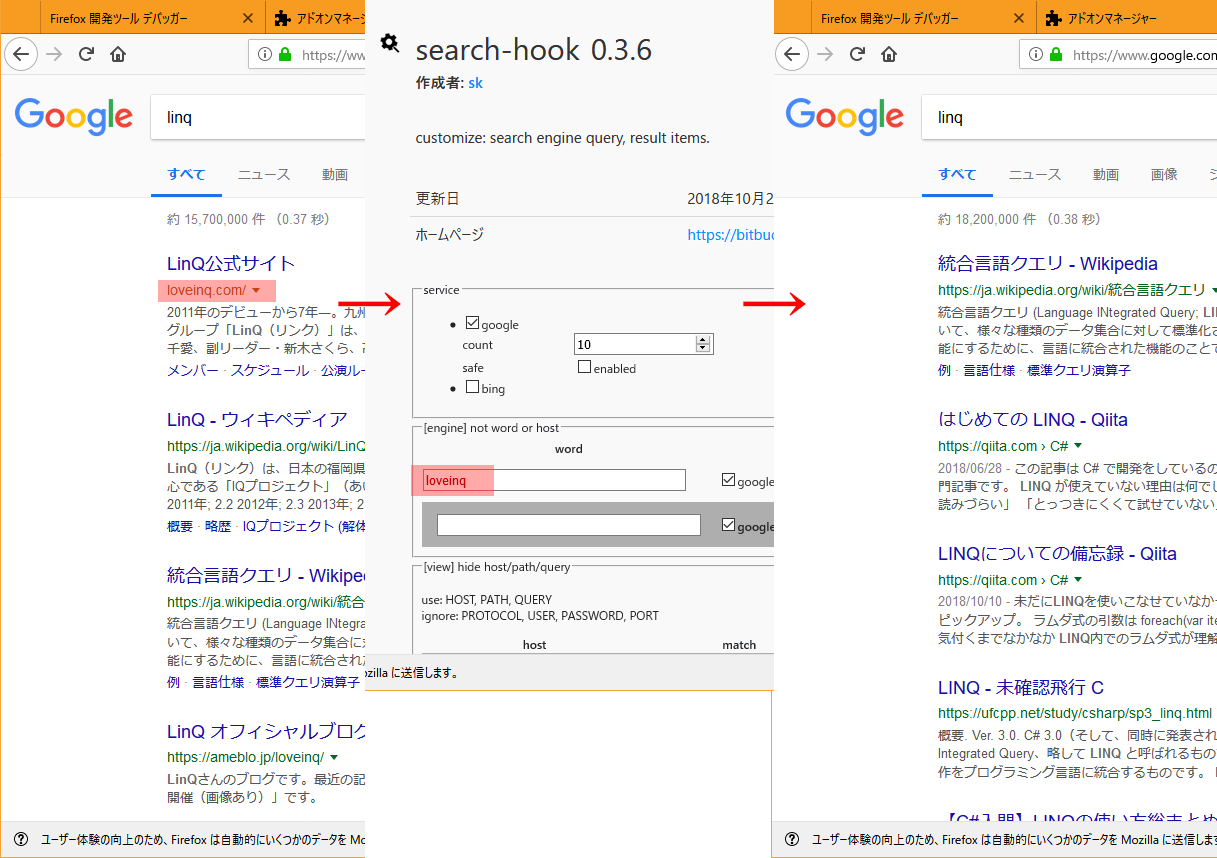 Firefox 開発ツール デバッガー
アドオンマネージ
https://ww
Google
linq
すべて
ニュース
動画
約 15,700,000 件 （0.37 秒）
LinQ公式サイト
loveinq.com/
2011年のデビューから7年―。九州
グループ「LinQ（リンク）」は、
千愛、副リーダー・新木さくら、
メンバー · スケジュール · 公演ルー
LinQ - ウィキペディア
https://ja.wikipedia.org/wiki/LinQ
LinQ（リンク）は、日本の福岡県
心である「IQプロジェクト」（あい
2011年; 2.2 2012年; 2.3 2013年; 2
概要 · 略歴 · IQプロジェクト (解体
統合言語クエリ - Wikipe
https://ja.wikipedia.org/wiki/統合
統合言語クエリ (Language INtegra
いて、様々な種類のデータ集合に対
能にするために、言語に統合された
例 · 言語仕様 · 標準クエリ演算子
LinQ オフィシャルブログ
https://ameblo.jp/loveinq/
LinQさんのブログです。最近の記
開催（画像あり）」です。
ユーザー体験の向上のため、Firefox は自動的にいくつかのデータを Mo
search-hook 0.3.6
作成者: sk
customize: search engine query, result items.
更新日
2018年10月2
ホームページ
https://bitbuc
service
google
count
10
safe
enabled
bing
[engine] not word or host
word
loveinq
google
google
[view] hide host/path/query
use: HOST, PATH, QUERY
ignore: PROTOCOL, USER, PASSWORD, PORT
host
match
ozilla に送信します。
Firefox 開発ツール デバッガー
アドオンマネージャー
https://www.google.com
Google
linq
すべて
ニュース
動画
画像
約 18,200,000 件 （0.38 秒）
統合言語クエリ - Wikipedia
https://ja.wikipedia.org/wiki/統合言語クエリ
統合言語クエリ (Language INtegrated Query; LI
いて、様々な種類のデータ集合に対して標準化さ
能にするために、言語に統合された機能のことで
例 · 言語仕様 · 標準クエリ演算子
はじめての LINQ - Qiita
https://qiita.com › C#
2018/06/28 - この記事は C# で開発をしているの
門記事です。 LINQ が使えていない理由は何でし
読みづらい」 「とっつきにくくて試せていない」
LINQについての備忘録 - Qiita
https://qiita.com › C#
2018/10/10 - 未だにLINQを使いこなせていなかっ
ピックアップ。 ラムダ式の引数は foreach(var ite
気付くまでなかなか LINQ内でのラムダ式が理解
LINQ - 未確認飛行 C
https://ufcpp.net/study/csharp/sp3_linq.html
概要. Ver. 3.0. C# 3.0（そして、同時に発表され
Integrated Query、略して LINQ と呼ばれるもの
作をプログラミング言語に統合するものです。
【C#入門】LINQの使い方総まとめ
ユーザー体験の向上のため、Firefox は自動的にいくつかのデータを Mozilla に送信します